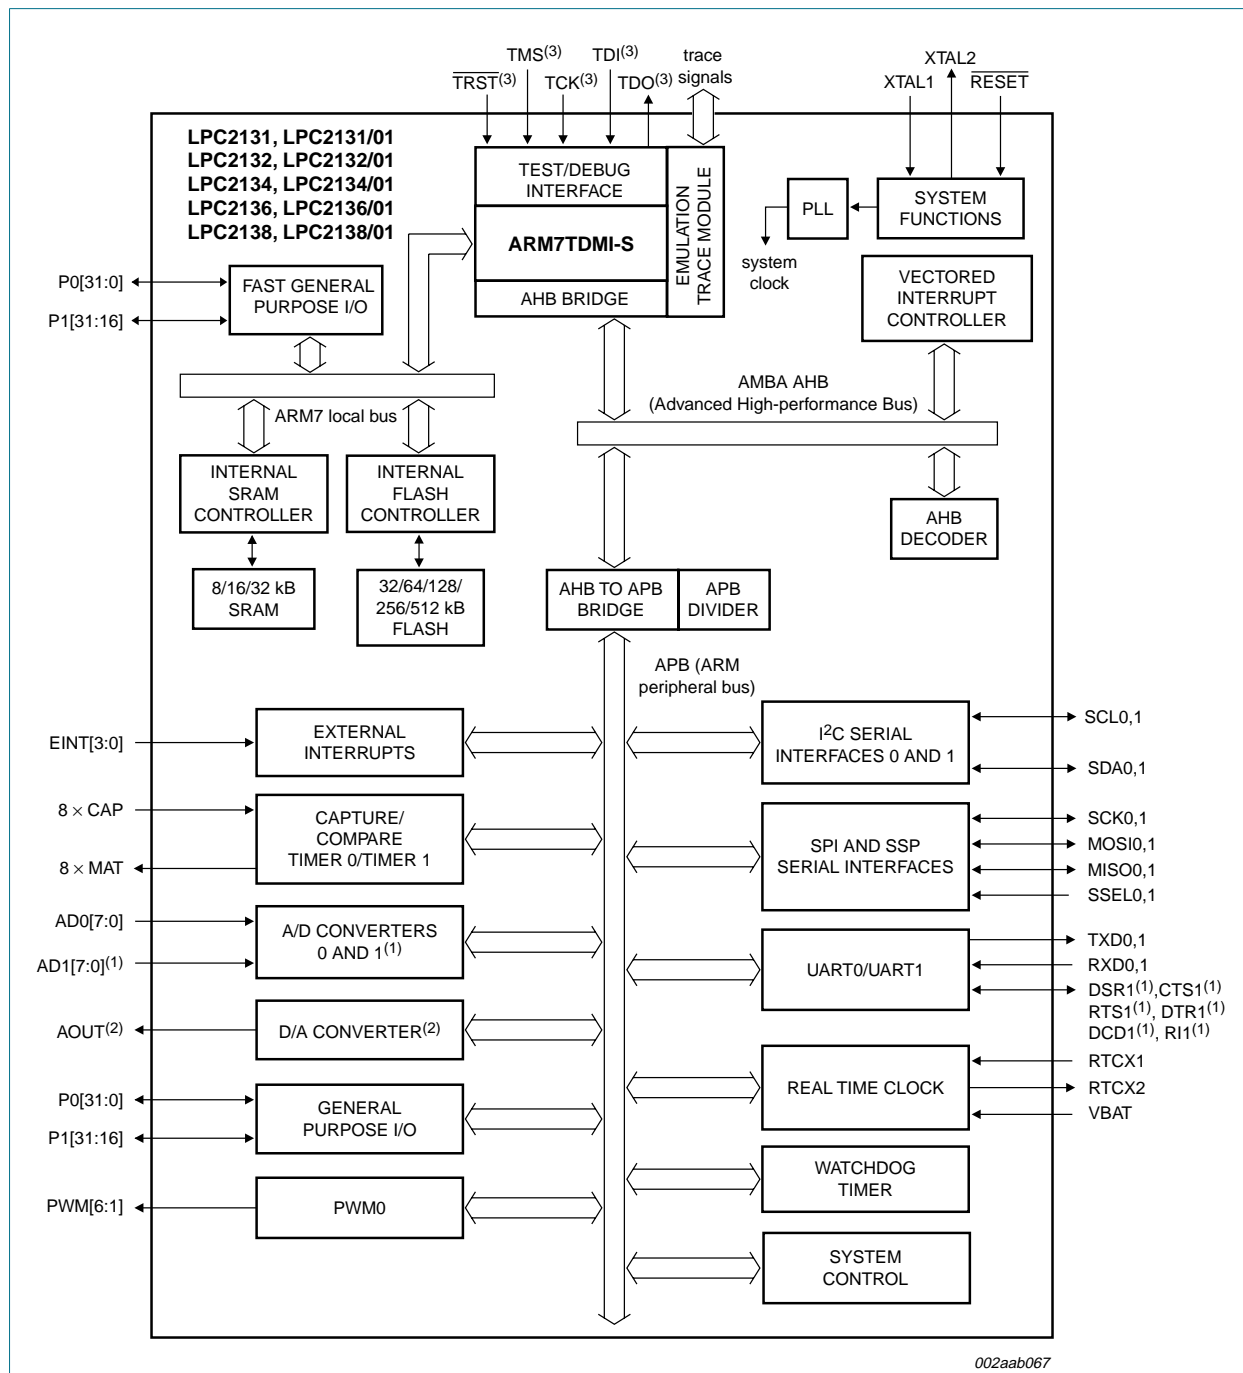 TMS(3)
TDI(3)
trace
signals
XTAL2
TRST(3)
TCK(3)
TDO(3)
XTAL1
RESET
LPC2131, LPC2131/01
LPC2132, LPC2132/01
LPC2134, LPC2134/01
LPC2136, LPC2136/01
LPC2138, LPC2138/01
TEST/DEBUG
INTERFACE
ARM7TDMI-S
AHB BRIDGE
EMULATION
TRACE MODULE
PLL
SYSTEM
FUNCTIONS
system
clock
VECTORED
INTERRUPT
CONTROLLER
P0[31:0]
P1[31:16]
FAST GENERAL
PURPOSE I/O
ARM7 local bus
AMBA AHB
(Advanced High-performance Bus)
INTERNAL
SRAM
CONTROLLER
INTERNAL
FLASH
CONTROLLER
AHB
DECODER
8/16/32 kB
SRAM
32/64/128/
256/512 kB
FLASH
AHB TO APB
BRIDGE
APB
DIVIDER
APB (ARM
peripheral bus)
EINT[3:0]
EXTERNAL
INTERRUPTS
I2C SERIAL
INTERFACES 0 AND 1
SCL0,1
SDA0,1
8 × CAP
8 × MAT
CAPTURE/
COMPARE
TIMER 0/TIMER 1
SPI AND SSP
SERIAL INTERFACES
SCK0,1
MOSI0,1
MISO0,1
SSEL0,1
AD0[7:0]
AD1[7:0](1)
A/D CONVERTERS
0 AND 1(1)
UART0/UART1
TXD0,1
RXD0,1
DSR1(1),CTS1(1)
RTS1(1), DTR1(1)
DCD1(1), RI1(1)
AOUT(2)
D/A CONVERTER(2)
REAL TIME CLOCK
RTCX1
RTCX2
VBAT
P0[31:0]
P1[31:16]
GENERAL
PURPOSE I/O
WATCHDOG
TIMER
PWM[6:1]
PWM0
SYSTEM
CONTROL
002aab067